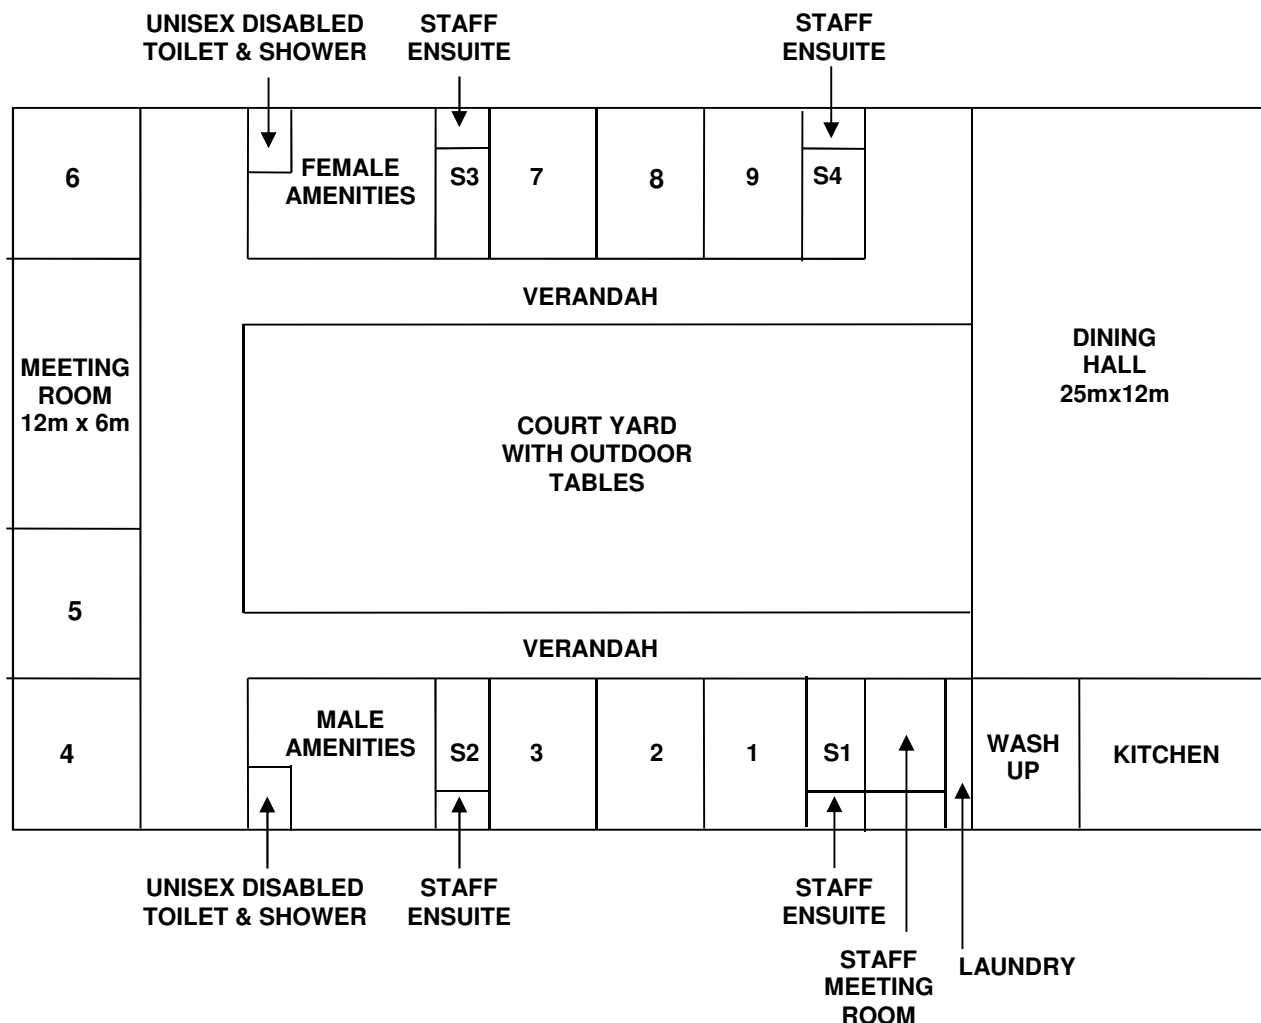 UNISEX DISABLED
TOILET & SHOWER
STAFF
ENSUITE
STAFF
ENSUITE
6
FEMALE
AMENITIES
S3
7
8
9
S4
VERANDAH
MEETING
ROOM
12m x 6m
DINING
HALL
25mx12m
COURT YARD
WITH OUTDOOR
TABLES
5
VERANDAH
4
MALE
AMENITIES
S2
3
2
1
S1
WASH
UP
KITCHEN
UNISEX DISABLED
TOILET & SHOWER
STAFF
ENSUITE
STAFF
ENSUITE
STAFF
MEETING
ROOM
LAUNDRY